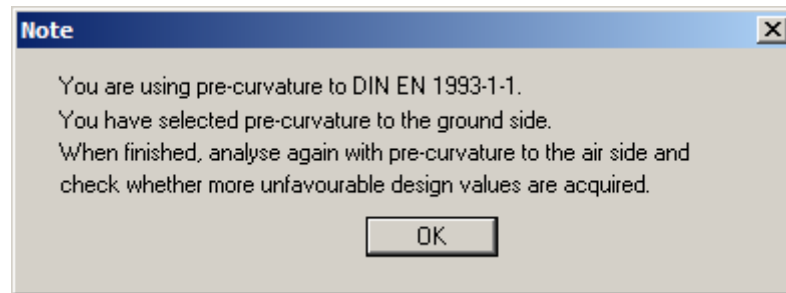 Note
You are using pre-curvature to DIN EN 1993-1-1.
You have selected pre-curvature to the ground side.
When finished, analyse again with pre-curvature to the air side and
check whether more unfavourable design values are acquired.
OK